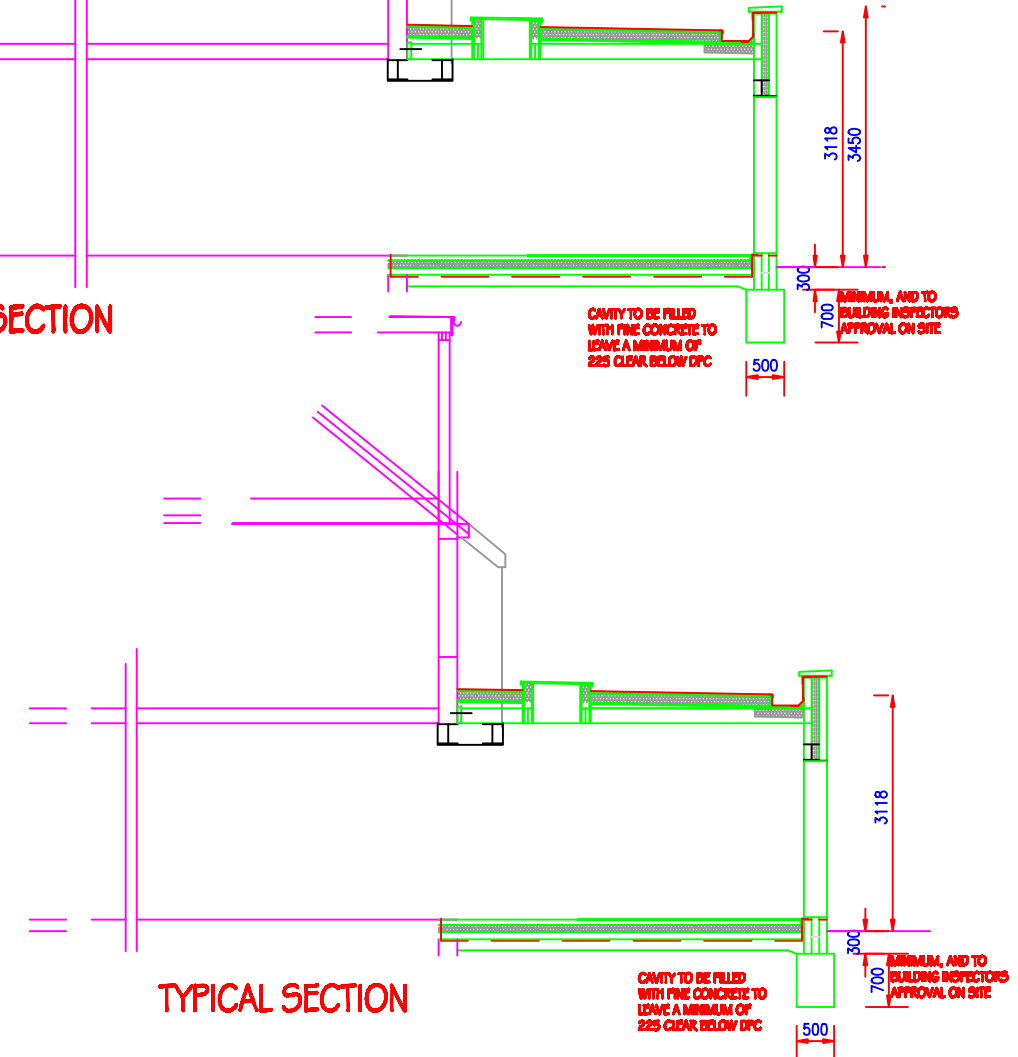 3118
3450
300
SECTION
CAVITY TO BE FILLED
WITH FINE CONCRETE TO
LEAVE A MINIMUM OF
225 CLEAR BELOW DPC
700
MINIMUM, AND TO
BUILDING INSPECTORS
APPROVAL ON SITE
500
3118
300
TYPICAL SECTION
CAVITY TO BE FILLED
WITH FINE CONCRETE TO
LEAVE A MINIMUM OF
225 CLEAR BELOW DPC
700
MINIMUM, AND TO
BUILDING INSPECTORS
APPROVAL ON SITE
500